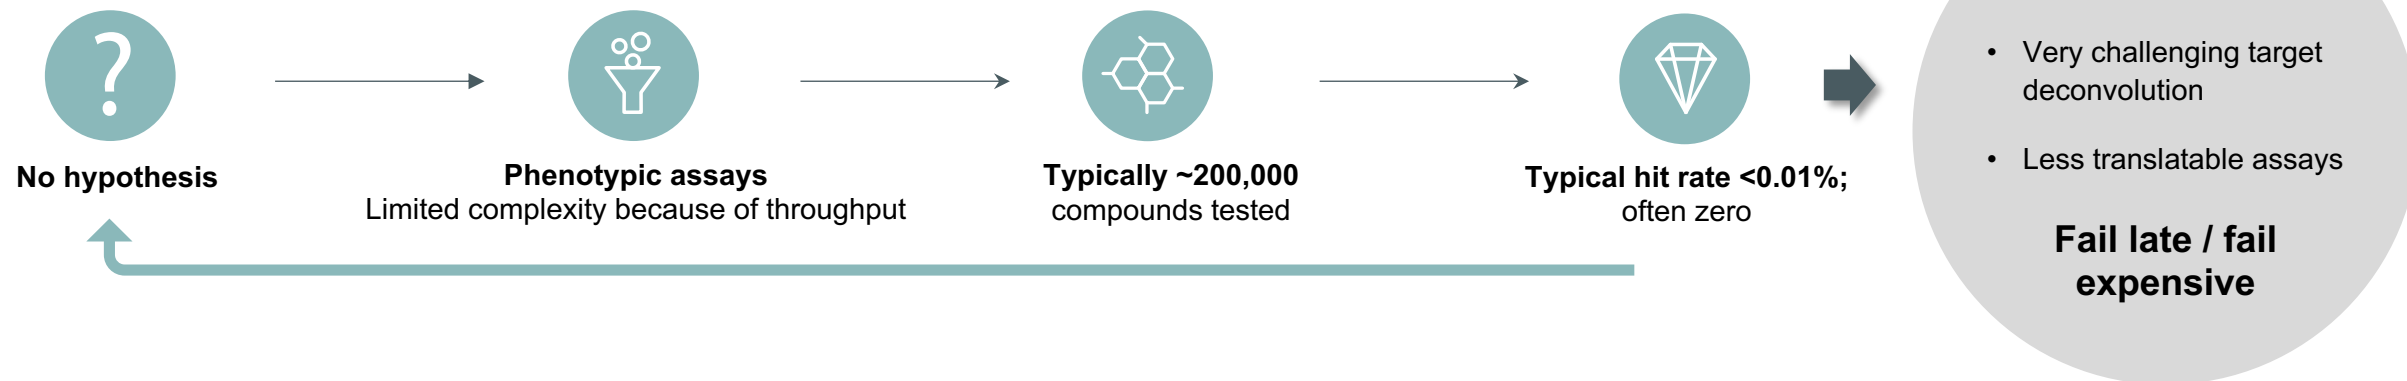 No hypothesis
Phenotypic assays
Limited complexity because of throughput
Typically ~200,000
compounds tested
Typical hit rate <0.01%;
often zero
• Very challenging target
deconvolution
• Less translatable assays
Fail late / fail
expensive